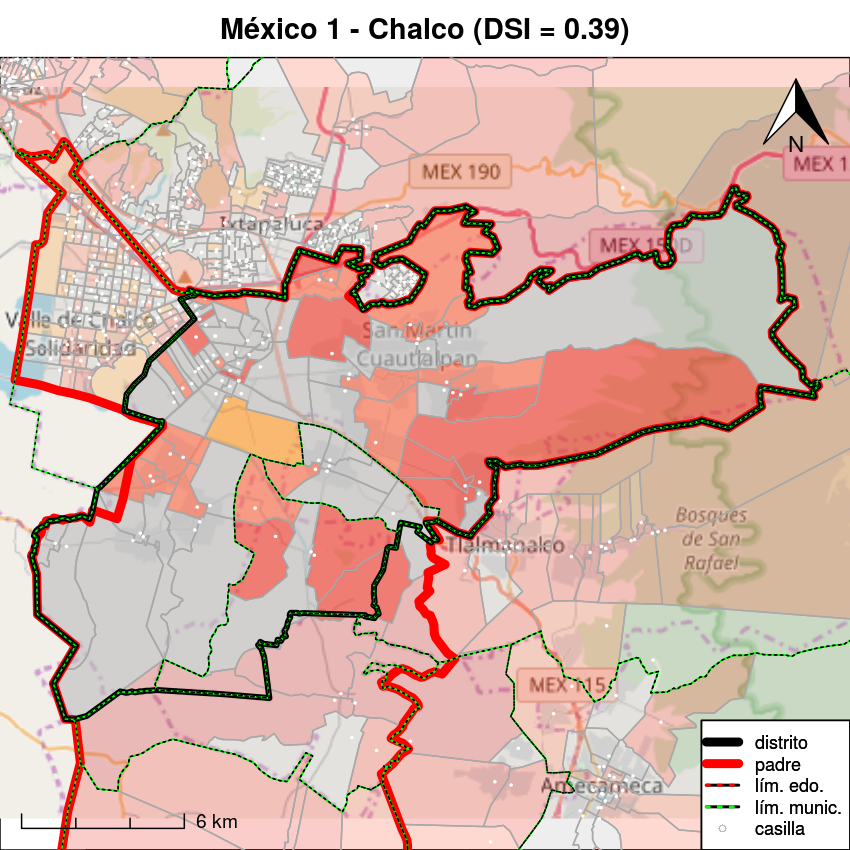 México 1 - Chalco (DSI = 0.39)
N
MEX 190
MEX 1
Ixtapaluca
MEX 150D
Valle de Chalco
Solidaridad
San Martín
Cuautlalpan
Bosques
de San
Rafael
Tlalmanalco
MEX 115
Amecameca
distrito
padre
lím. edo.
lím. munic.
casilla
6 km